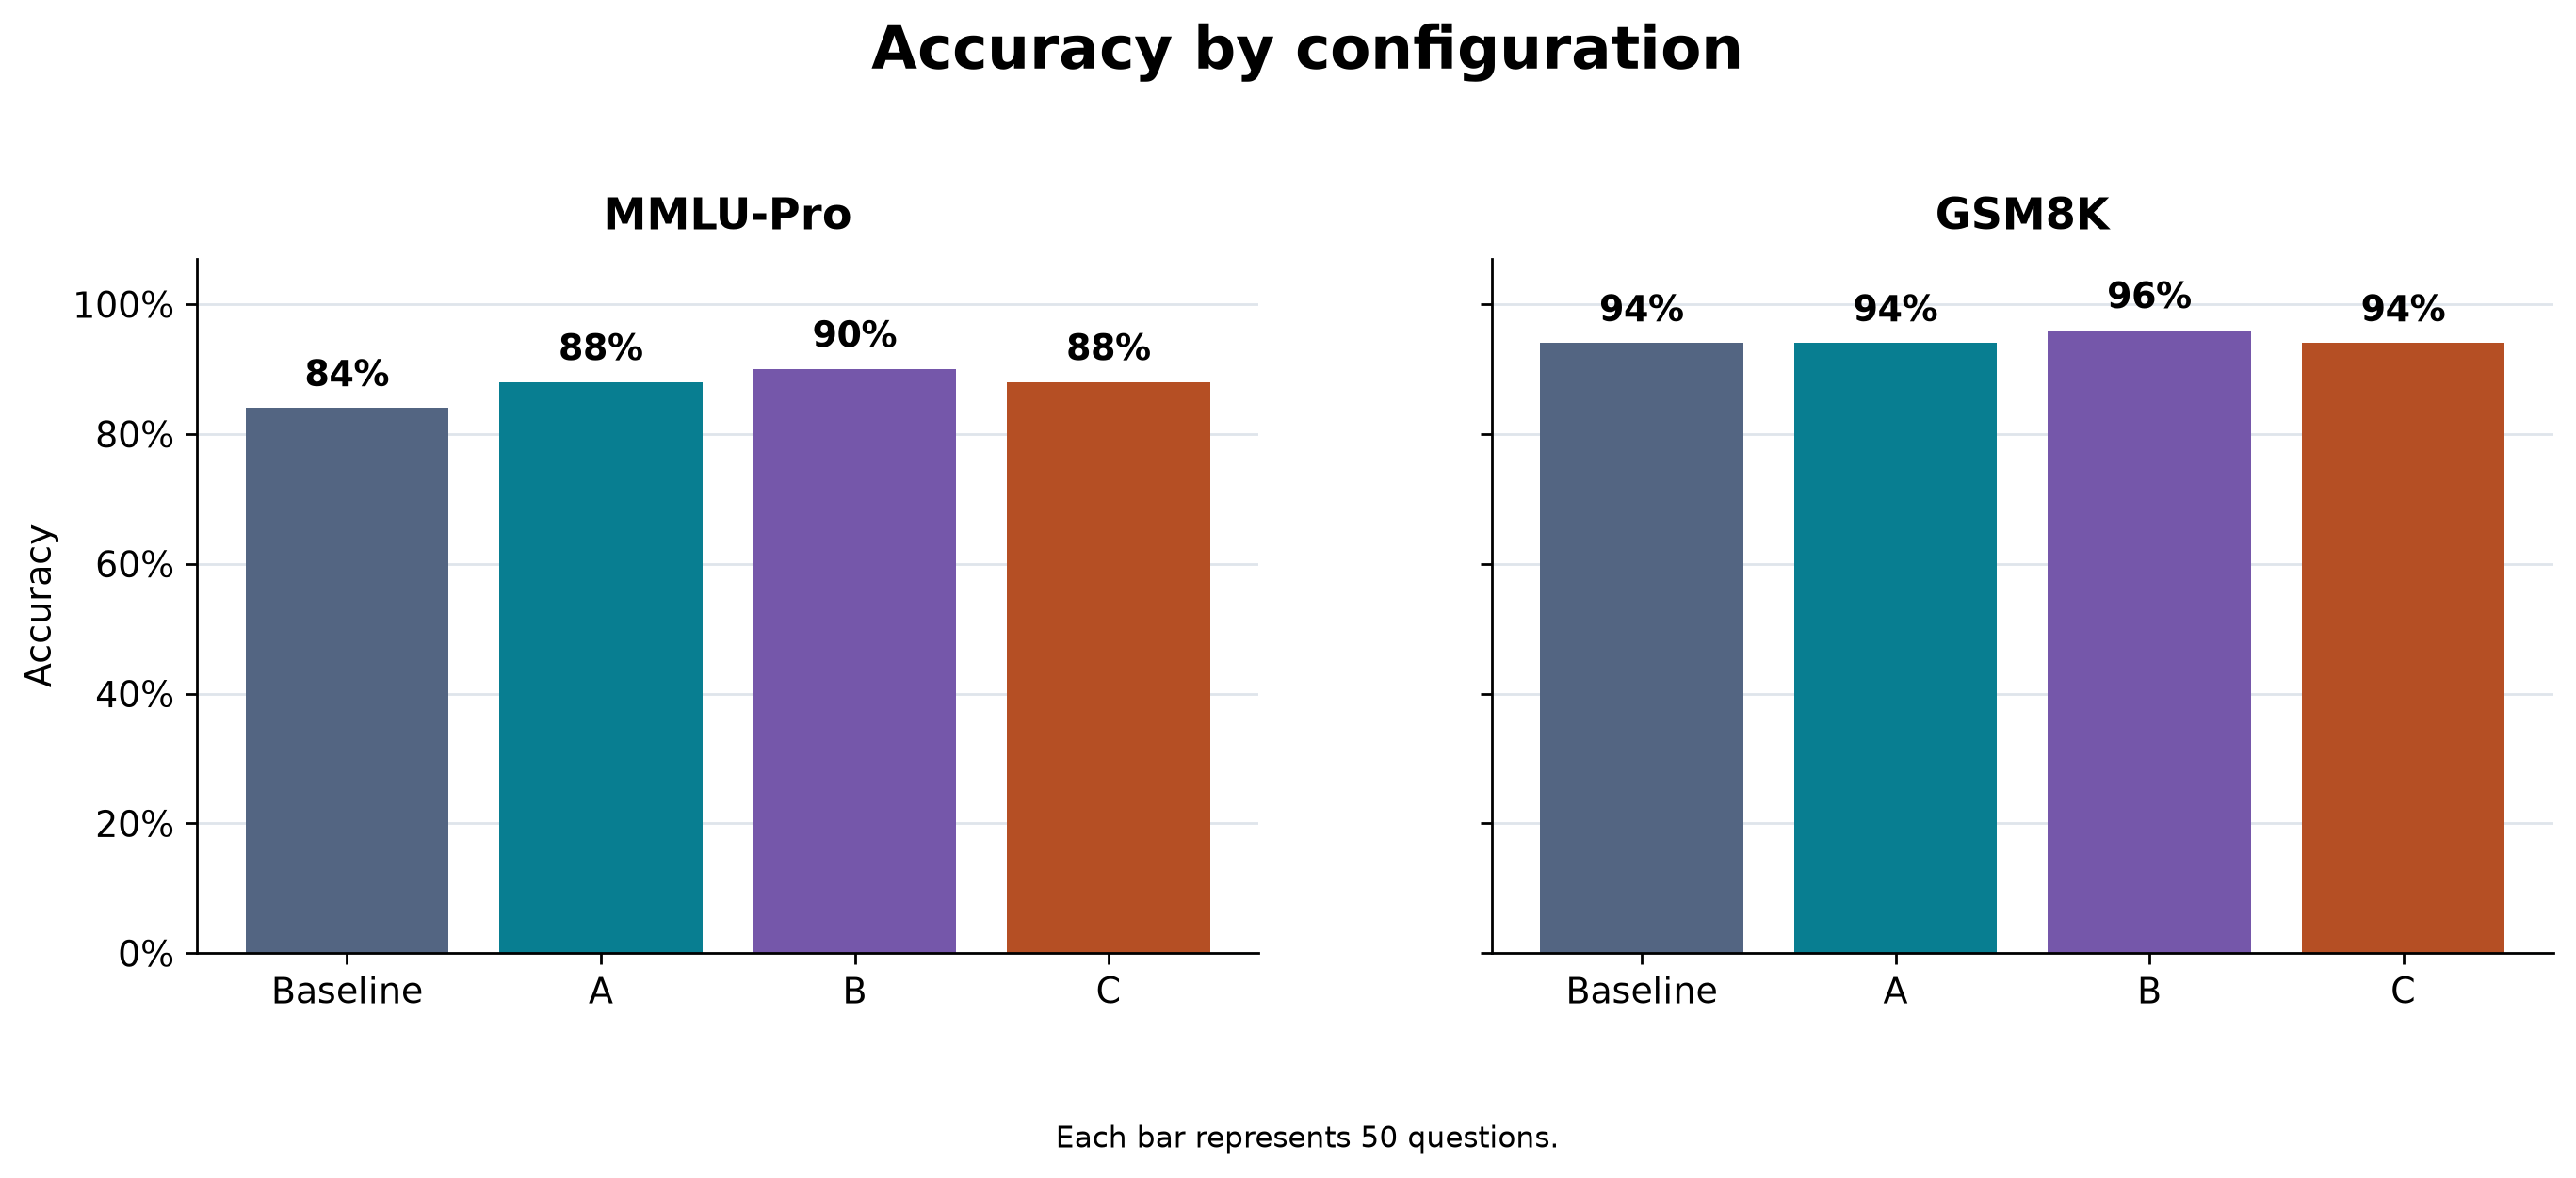 Accuracy by configuration
MMLU-Pro
Accuracy
100%
80%
60%
40%
20%
0%
84%
88%
90%
88%
Baseline
A
B
C
GSM8K
94%
94%
96%
94%
Baseline
A
B
C
Each bar represents 50 questions.